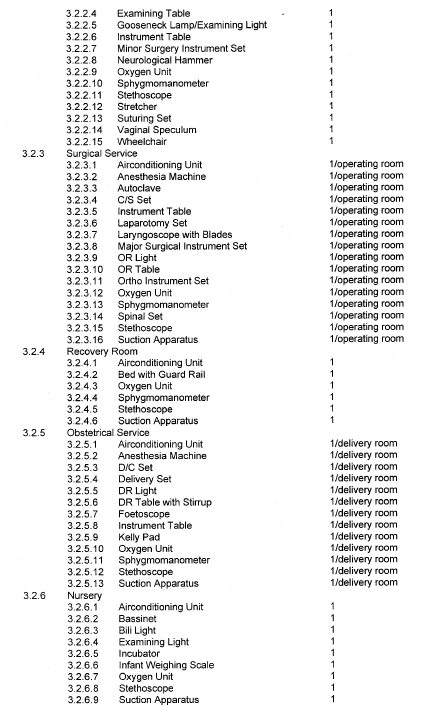 3.2.2.4 Examining Table 1
3.2.2.5 Gooseneck Lamp/Examining Light 1
3.2.2.6 Instrument Table 1
3.2.2.7 Minor Surgery Instrument Set 1
3.2.2.8 Neurological Hammer 1
3.2.2.9 Oxygen Unit 1
3.2.2.10 Sphygmomanometer 1
3.2.2.11 Stethoscope 1
3.2.2.12 Stretcher 1
3.2.2.13 Suturing Set 1
3.2.2.14 Vaginal Speculum 1
3.2.2.15 Wheelchair 1
3.2.3 Surgical Service
3.2.3.1 Airconditioning Unit 1/operating room
3.2.3.2 Anesthesia Machine 1/operating room
3.2.3.3 Autoclave 1/operating room
3.2.3.4 C/S Set 1/operating room
3.2.3.5 Instrument Table 1/operating room
3.2.3.6 Laparotomy Set 1/operating room
3.2.3.7 Laryngoscope with Blades 1/operating room
3.2.3.8 Major Surgical Instrument Set 1/operating room
3.2.3.9 OR Light 1/operating room
3.2.3.10 OR Table 1/operating room
3.2.3.11 Ortho Instrument Set 1/operating room
3.2.3.12 Oxygen Unit 1/operating room
3.2.3.13 Sphygmomanometer 1/operating room
3.2.3.14 Spinal Set 1/operating room
3.2.3.15 Stethoscope 1/operating room
3.2.3.16 Suction Apparatus 1/operating room
3.2.4 Recovery Room
3.2.4.1 Airconditioning Unit 1
3.2.4.2 Bed with Guard Rail 1
3.2.4.3 Oxygen Unit 1
3.2.4.4 Sphygmomanometer 1
3.2.4.5 Stethoscope 1
3.2.4.6 Suction Apparatus 1
3.2.5 Obstetrical Service
3.2.5.1 Airconditioning Unit 1/delivery room
3.2.5.2 Anesthesia Machine 1/delivery room
3.2.5.3 D/C Set 1/delivery room
3.2.5.4 Delivery Set 1/delivery room
3.2.5.5 DR Light 1/delivery room
3.2.5.6 DR Table with Stirrup 1/delivery room
3.2.5.7 Foetoscope 1/delivery room
3.2.5.8 Instrument Table 1/delivery room
3.2.5.9 Kelly Pad 1/delivery room
3.2.5.10 Oxygen Unit 1/delivery room
3.2.5.11 Sphygmomanometer 1/delivery room
3.2.5.12 Stethoscope 1/delivery room
3.2.5.13 Suction Apparatus 1/delivery room
3.2.6 Nursery
3.2.6.1 Airconditioning Unit 1
3.2.6.2 Bassinet 1
3.2.6.3 Bili Light 1
3.2.6.4 Examining Light 1
3.2.6.5 Incubator 1
3.2.6.6 Infant Weighing Scale 1
3.2.6.7 Oxygen Unit 1
3.2.6.8 Stethoscope 1
3.2.6.9 Suction Apparatus 1